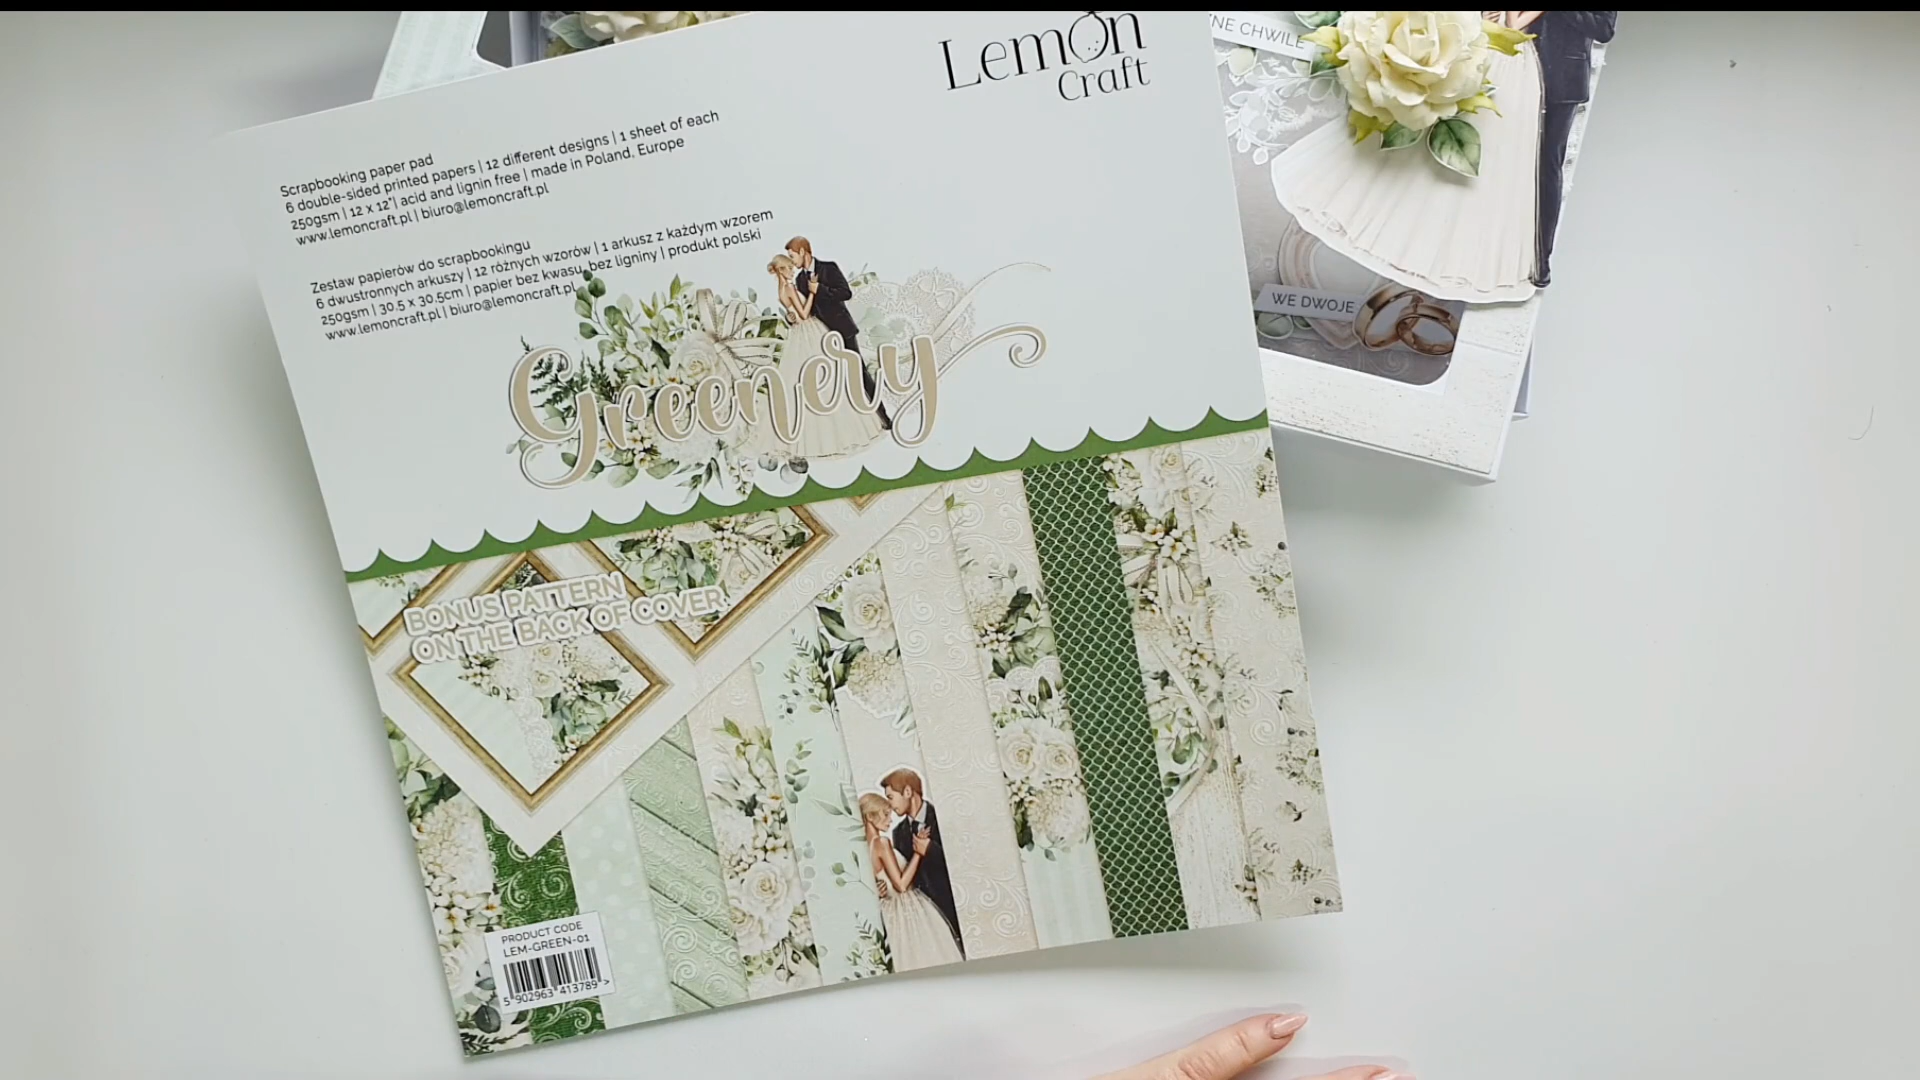 Lemon
Craft
Scrapbooking paper pad
6 double-sided printed papers | 12 different designs | 1 sheet of each
250gsm | 12 x 12"| acid and lignin free | made in Poland, Europe
www.lemoncraft.pl | biuro@lemoncraft.pl
Zestaw papierów do scrapbookingu
6 dwustronnych arkuszy | 12 różnych wzorów | 1 arkusz z każdym wzorem
250gsm | 30.5 x 30.5cm | papier bez kwasu, bez ligniny | produkt polski
www.lemoncraft.pl | biuro@lemoncraft.pl
Greenery
BONUS PATTERN
ON THE BACK OF COVER
PRODUCT CODE
LEM-GREEN-01
5 902963 413789 >
CHWILE
WE DWOJE